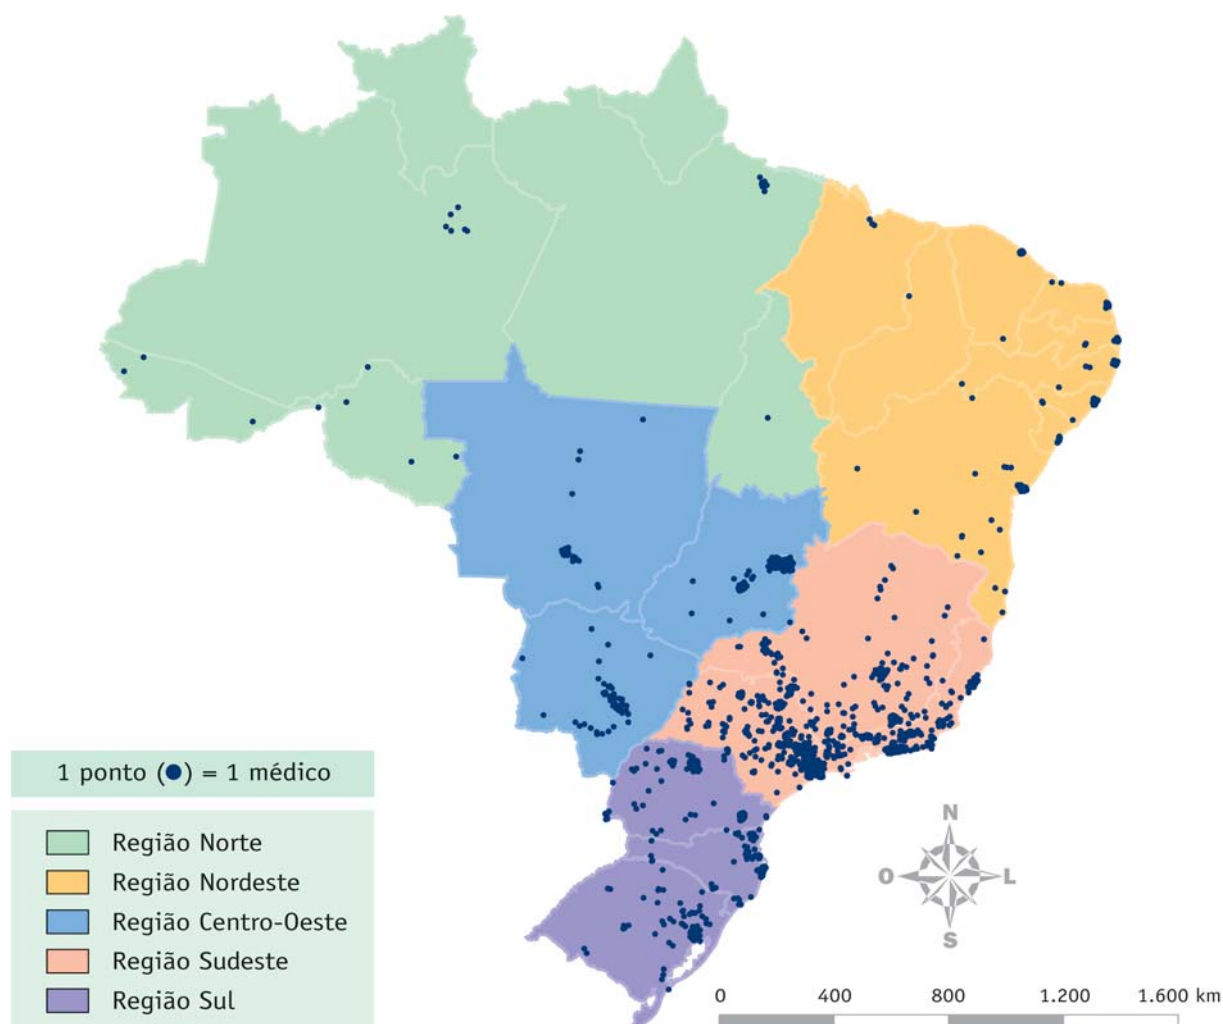 1 ponto (●) = 1 médico
Região Norte
Região Nordeste
Região Centro-Oeste
Região Sudeste
Região Sul
N
O
L
S
0 400 800 1.200 1.600 km